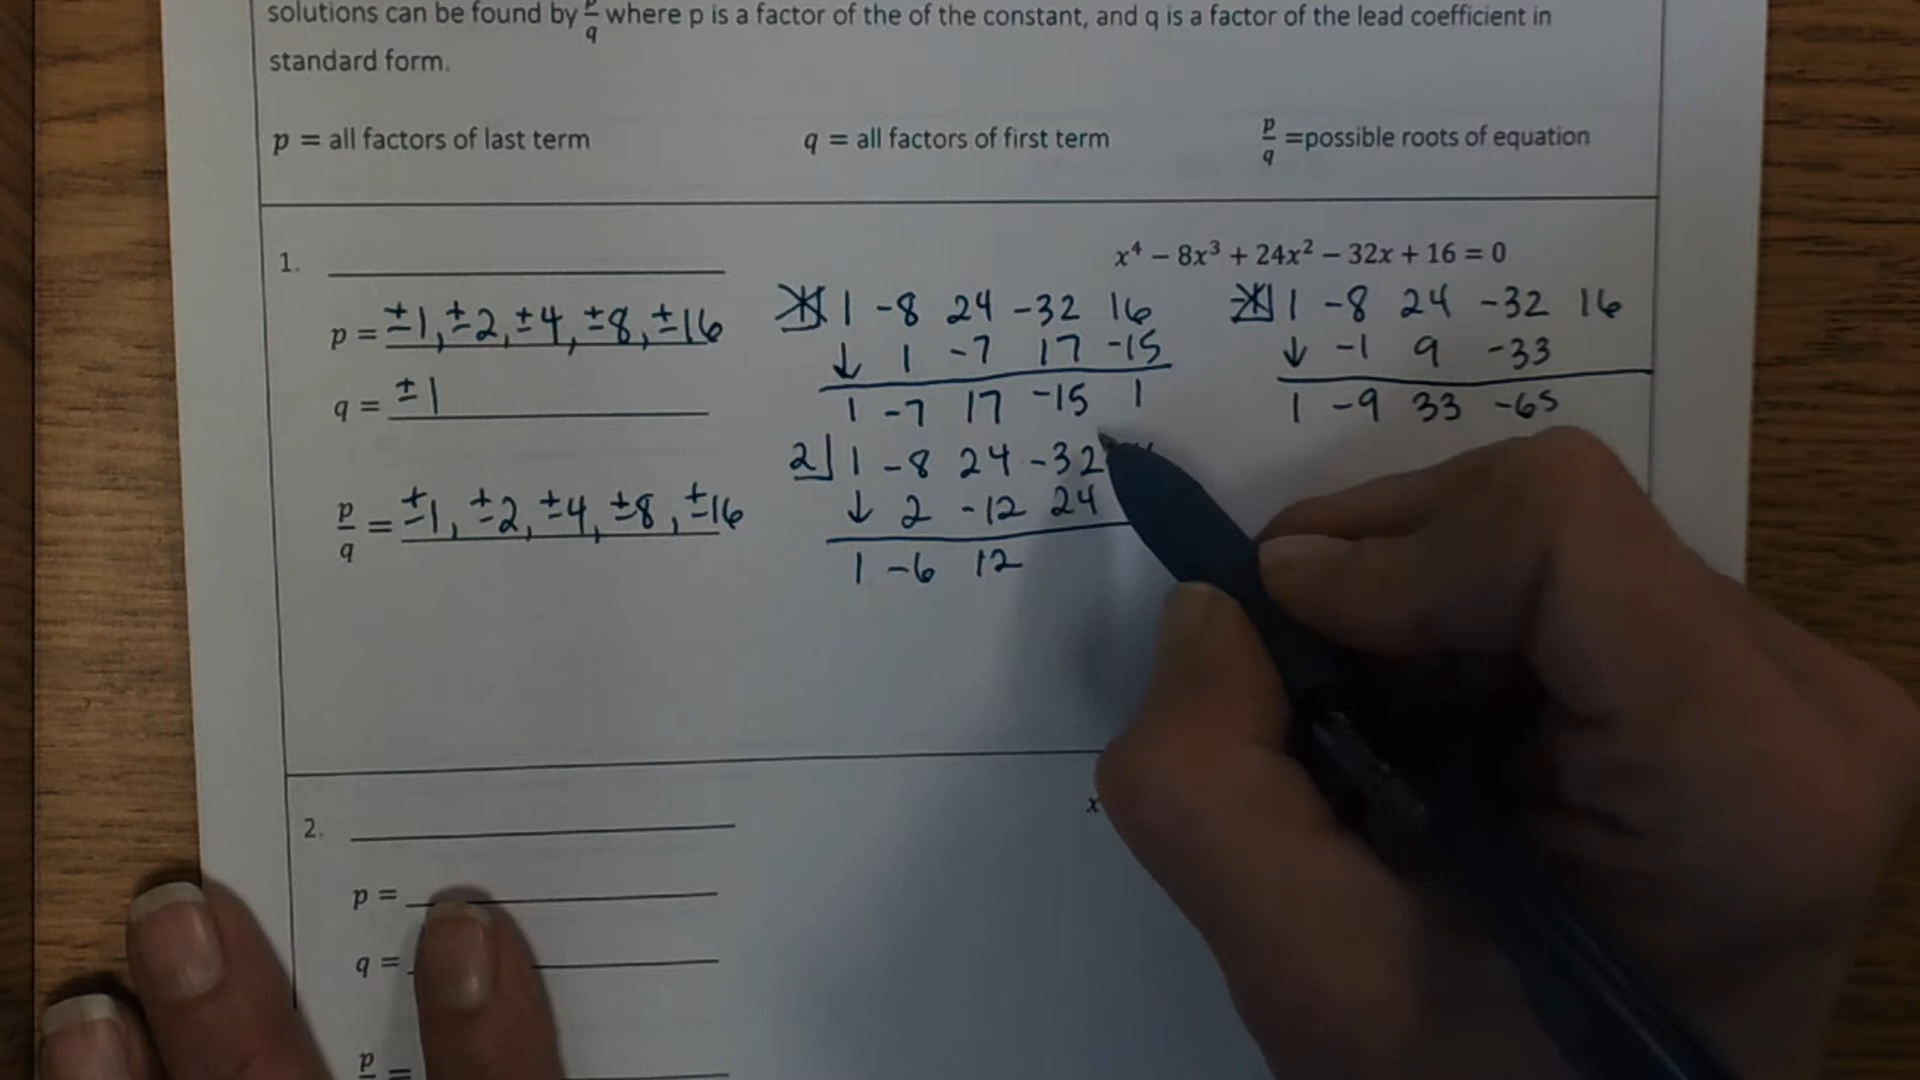 solutions can be found by p/q where p is a factor of the of the constant, and q is a factor of the lead coefficient in
standard form.
p = all factors of last term
q = all factors of first term
p/q =possible roots of equation
1.
x⁴ − 8x³ + 24x² − 32x + 16 = 0
p = ±1, ±2, ±4, ±8, ±16
q = ±1
p/q = ±1, ±2, ±4, ±8, ±16
1 -8 24 -32 16
↓ 1 -7 17 -15
1 -7 17 -15 1
1 -8 24 -32 16
↓ -1 9 -33
1 -9 33 -65
2 1 -8 24 -32
↓ 2 -12 24
1 -6 12
2.
x
p =
q =
p/ =